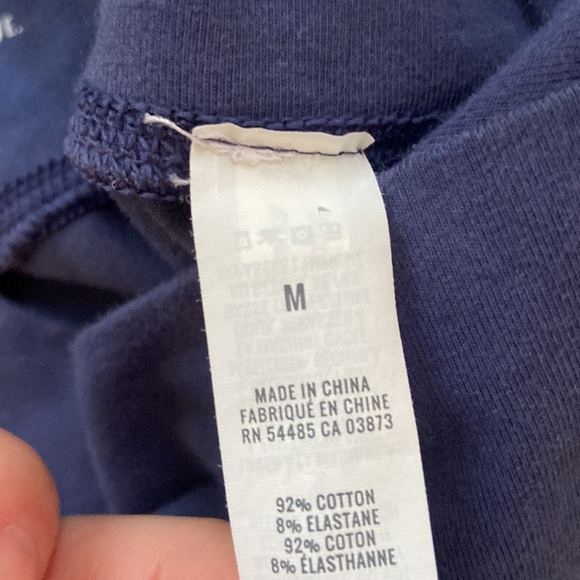 M
MADE IN CHINA
FABRIQUÉ EN CHINE
RN 54485 CA 03873
92% COTTON
8% ELASTANE
92% COTON
8% ÉLASTHANNE